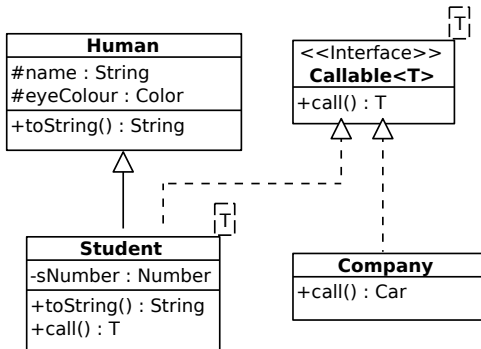 Human
#name : String
#eyeColour : Color
+toString() : String
T
<<Interface>>
Callable<T>
+call() : T
T
Student
-sNumber : Number
+toString() : String
+call() : T
Company
+call() : Car